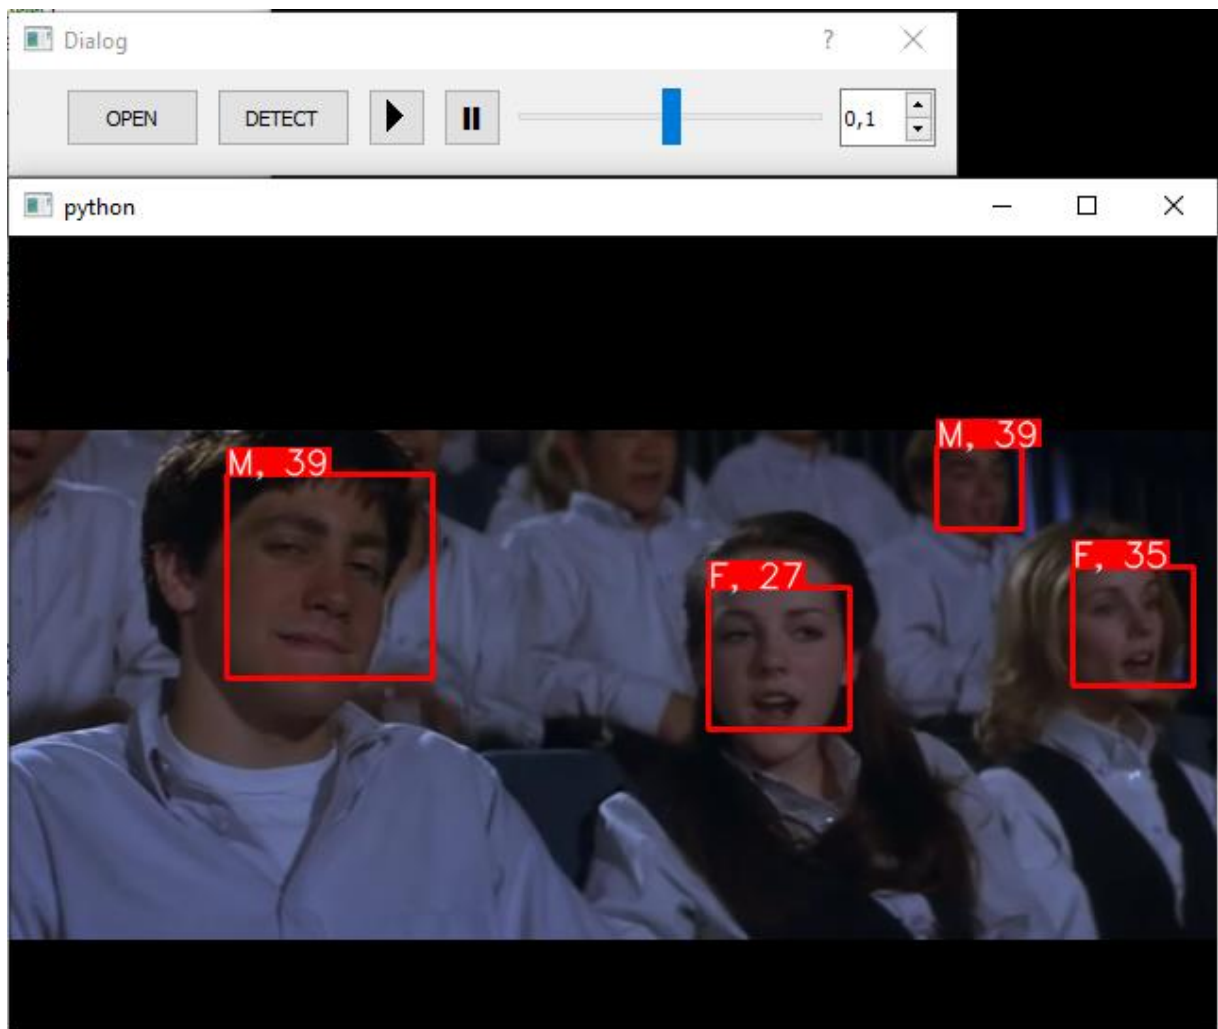 Dialog ?
OPEN DETECT 0,1
python
M, 39
M, 39
F, 35
F, 27